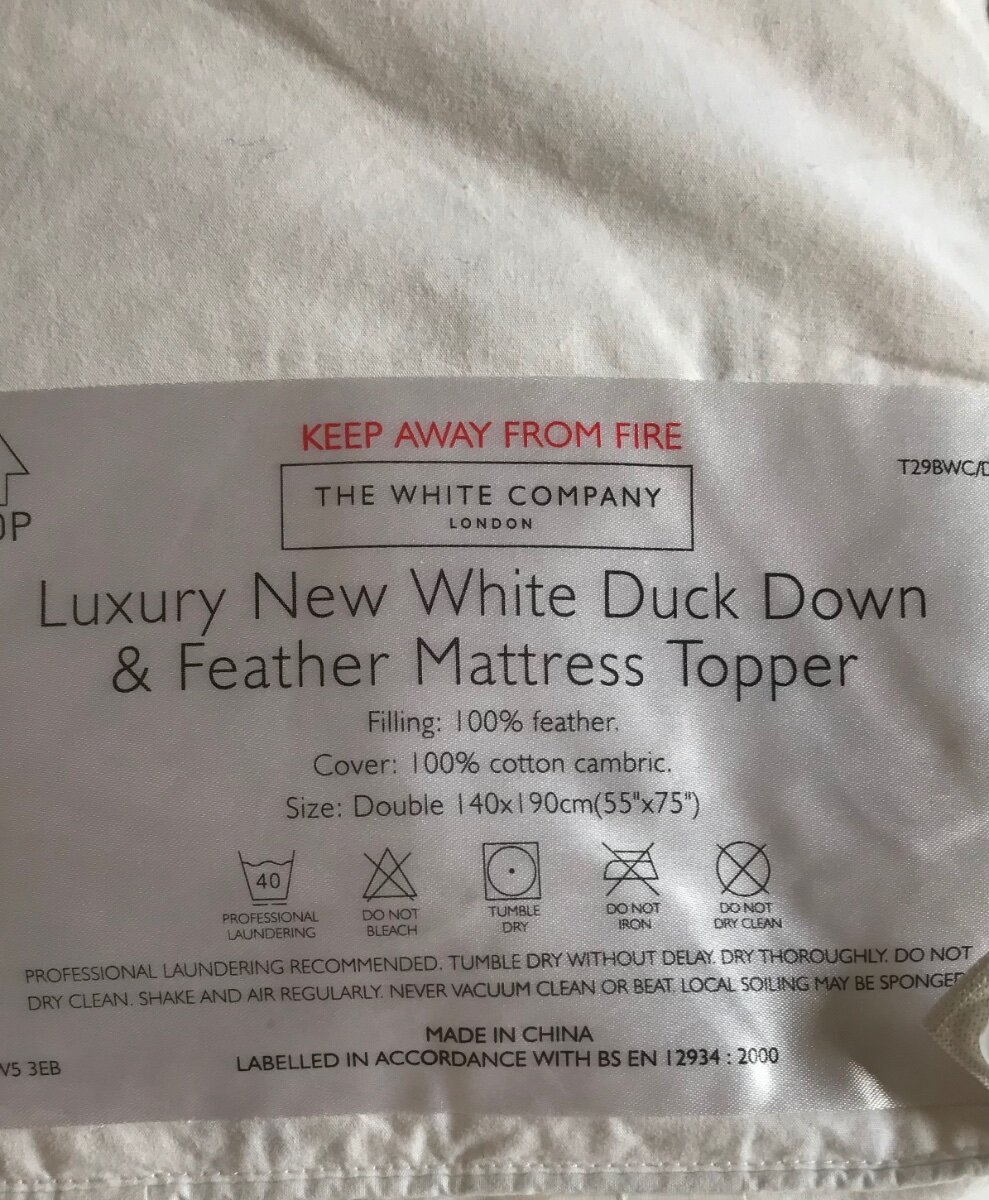 KEEP AWAY FROM FIRE
T29BWC/D
THE WHITE COMPANY
LONDON
OP
Luxury New White Duck Down
& Feather Mattress Topper
Filling: 100% feather.
Cover: 100% cotton cambric.
Size: Double 140x190cm(55"x75")
40
PROFESSIONAL
LAUNDERING
DO NOT
BLEACH
TUMBLE
DRY
DO NOT
IRON
DO NOT
DRY CLEAN
PROFESSIONAL LAUNDERING RECOMMENDED. TUMBLE DRY WITHOUT DELAY. DRY THOROUGHLY. DO NOT
DRY CLEAN. SHAKE AND AIR REGULARLY. NEVER VACUUM CLEAN OR BEAT. LOCAL SOILING MAY BE SPONGED
MADE IN CHINA
LABELLED IN ACCORDANCE WITH BS EN 12934 : 2000
3EB